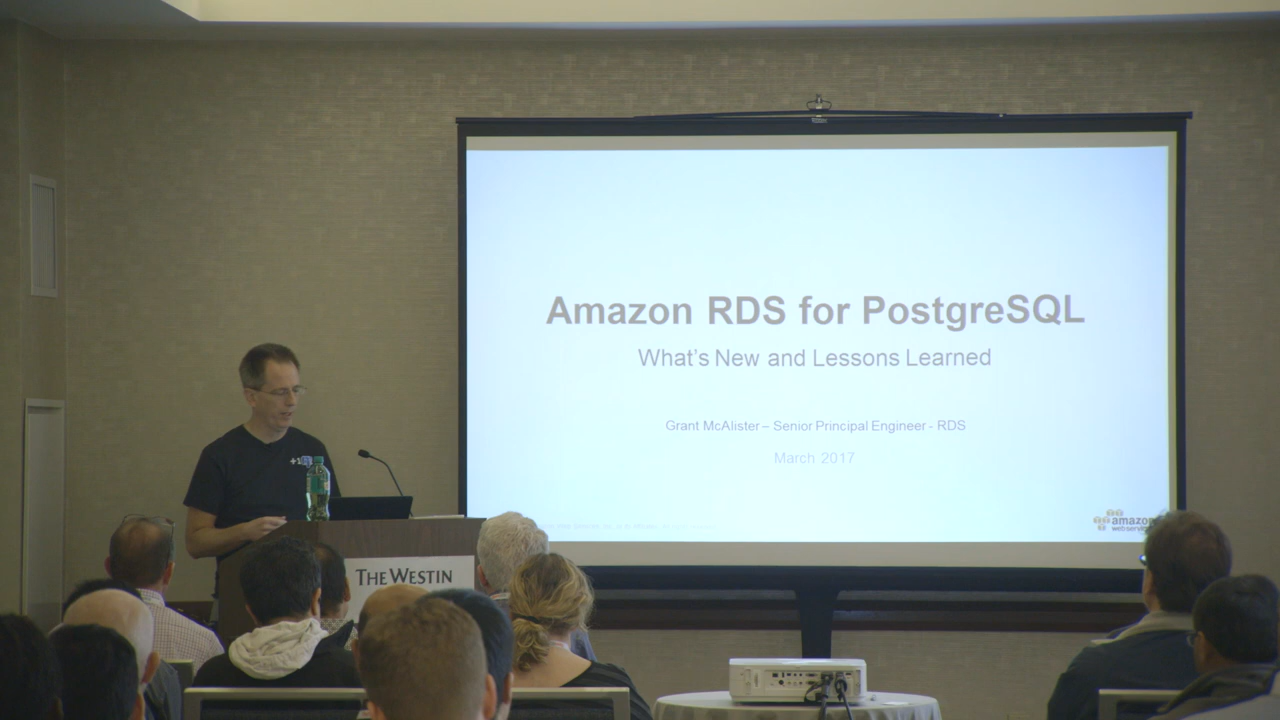 Amazon RDS for PostgreSQL
What's New and Lessons Learned
Grant McAlister – Senior Principal Engineer - RDS
March 2017
amazon
THE WESTIN